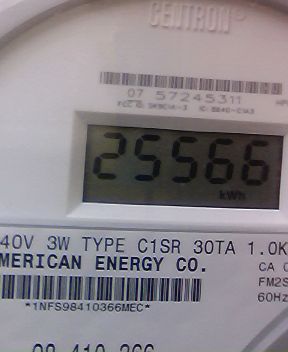 CENTRON®
07 57245311
25566
kWh
40V 3W TYPE C1SR 30TA 1.0K
MERICAN ENERGY CO.
CA 0
FM2S
60Hz
*1NFS98410366MEC*